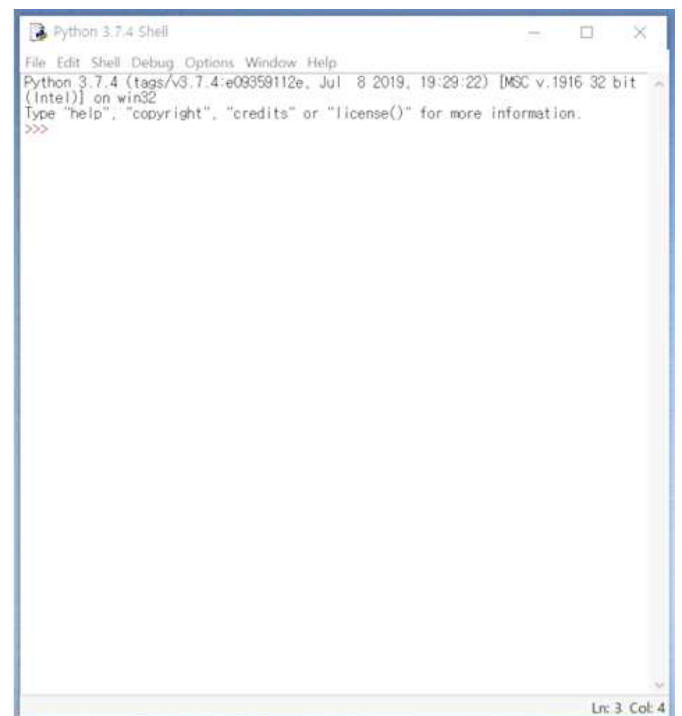 Python 3.7.4 Shell
File Edit Shell Debug Options Window Help
Python 3.7.4 (tags/v3.7.4:e09359112e, Jul  8 2019, 19:29:22) [MSC v.1916 32 bit
(Intel)] on win32
Type "help", "copyright", "credits" or "license()" for more information.
>>>
Ln: 3 Col: 4